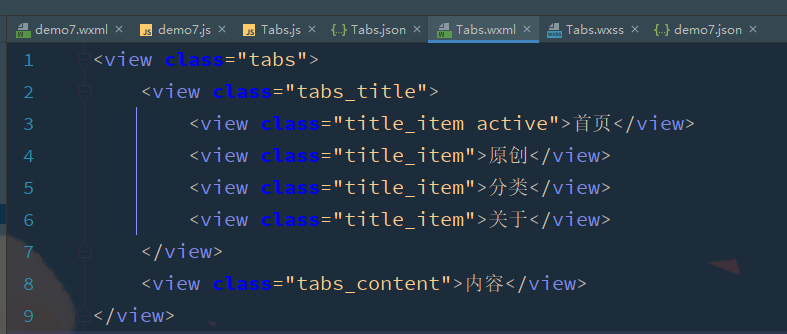 demo7.wxml × demo7.js × Tabs.js × Tabs.json × Tabs.wxml × Tabs.wxss × demo7.json ×
1 <view class="tabs">
2 <view class="tabs_title">
3 <view class="title_item active">首页</view>
4 <view class="title_item">原创</view>
5 <view class="title_item">分类</view>
6 <view class="title_item">关于</view>
7 </view>
8 <view class="tabs_content">内容</view>
9 </view>